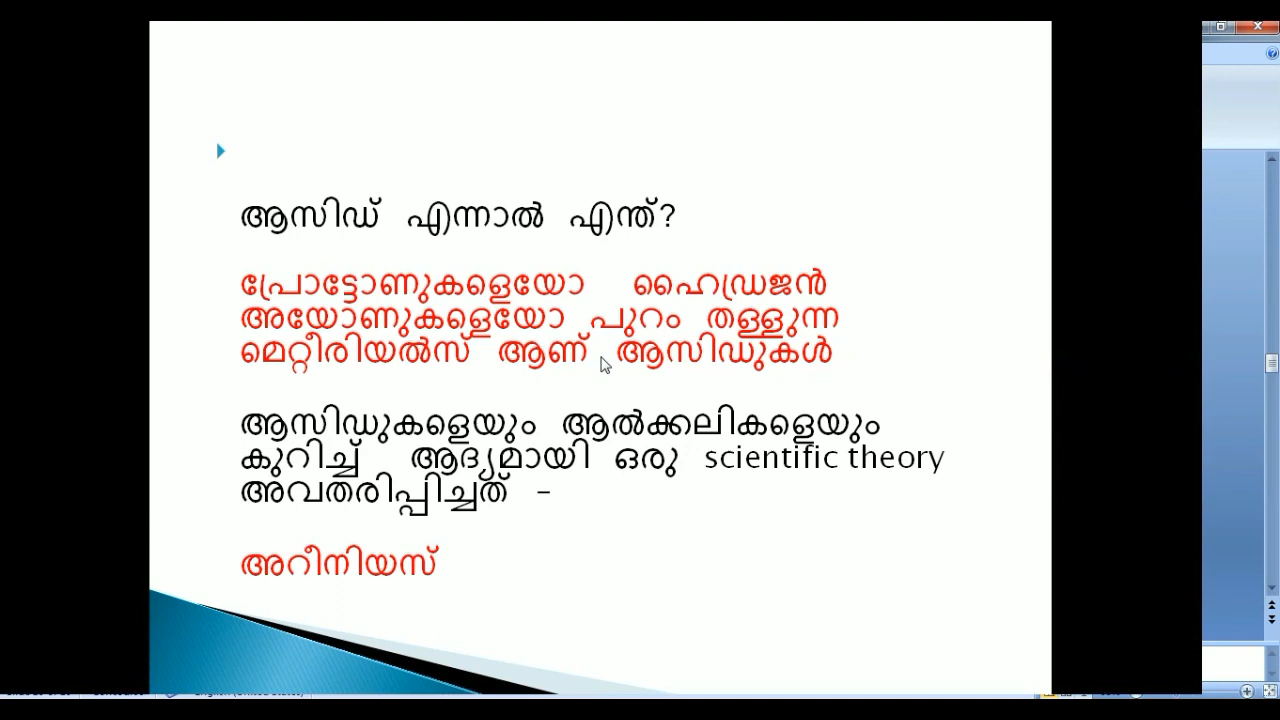 ആസിഡ് എന്നാൽ എന്ത്?
പ്രോട്ടോണുകളെയോ ഹൈഡ്രജൻ
അയോണുകളെയോ പുറം തള്ളുന്ന
മെറ്റീരിയൽസ് ആണ് ആസിഡുകൾ
ആസിഡുകളെയും ആൽക്കലികളെയും
കുറിച്ച് ആദ്യമായി ഒരു scientific theory
അവതരിപ്പിച്ചത് -
അറീനിയസ്